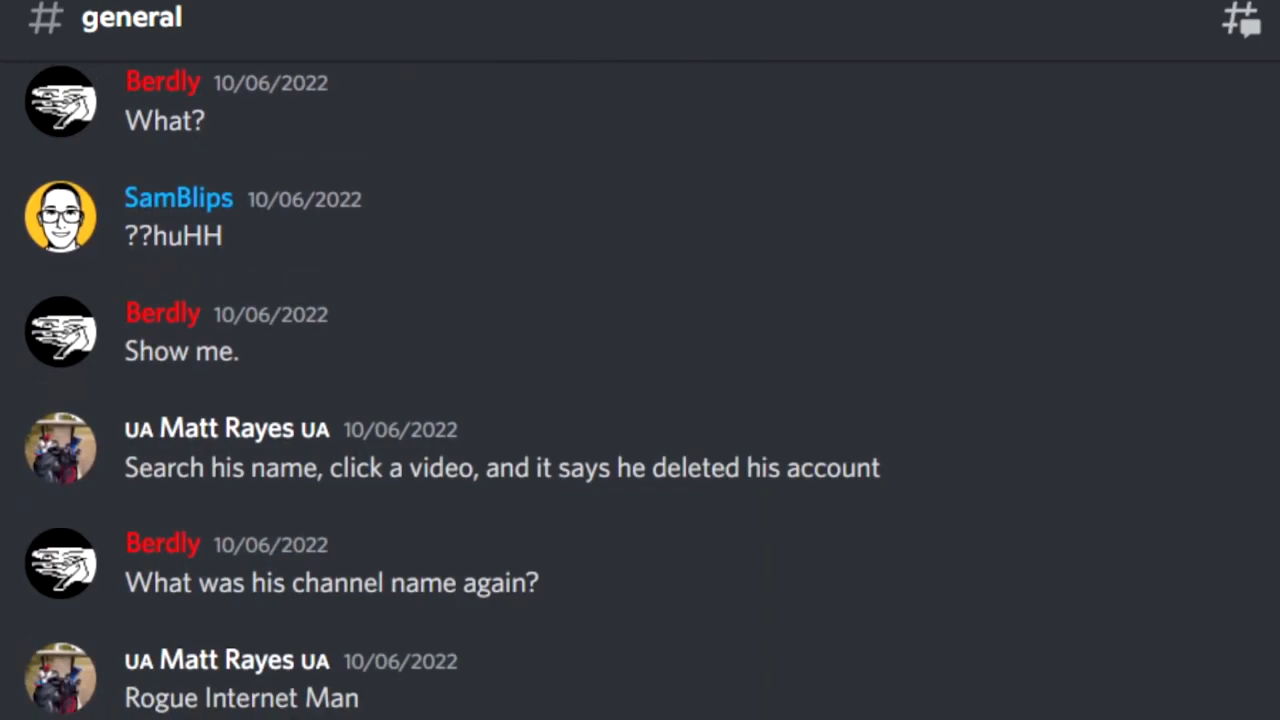 # general
Berdly 10/06/2022
What?
SamBlips 10/06/2022
??huHH
Berdly 10/06/2022
Show me.
UA Matt Rayes UA 10/06/2022
Search his name, click a video, and it says he deleted his account
Berdly 10/06/2022
What was his channel name again?
UA Matt Rayes UA 10/06/2022
Rogue Internet Man